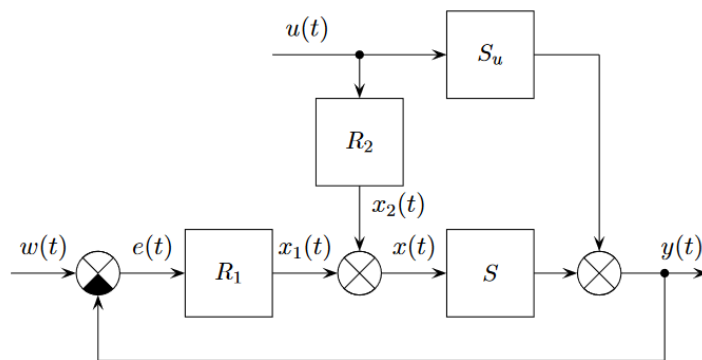 u(t)
S_u
R_2
x_2(t)
w(t)
e(t)
R_1
x_1(t)
x(t)
S
y(t)